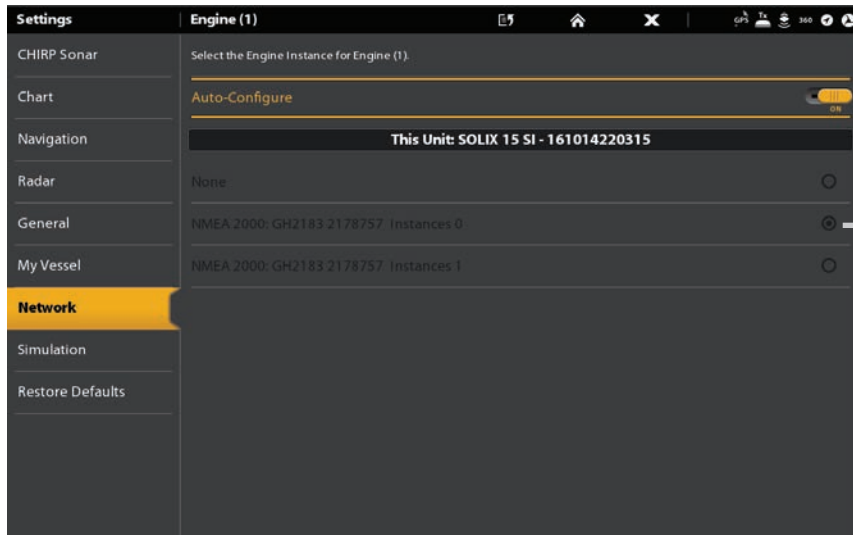 Settings
Engine (1)
GPS Tx 360
CHIRP Sonar
Select the Engine Instance for Engine (1).
Chart
Auto-Configure
ON
Navigation
This Unit: SOLIX 15 SI - 161014220315
Radar
None
General
NMEA 2000: GH2183 2178757 Instances 0
My Vessel
NMEA 2000: GH2183 2178757 Instances 1
Network
Simulation
Restore Defaults